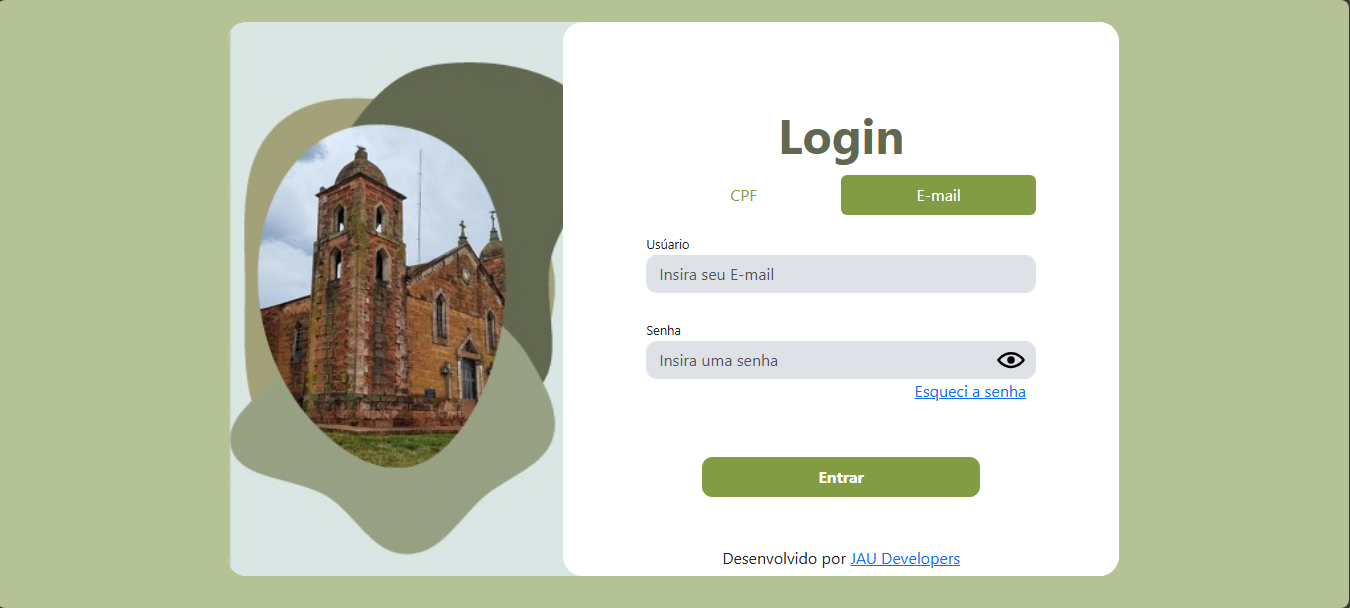 Login
CPF
E-mail
Usúario
Insira seu E-mail
Senha
Insira uma senha
Esqueci a senha
Entrar
Desenvolvido por JAU Developers